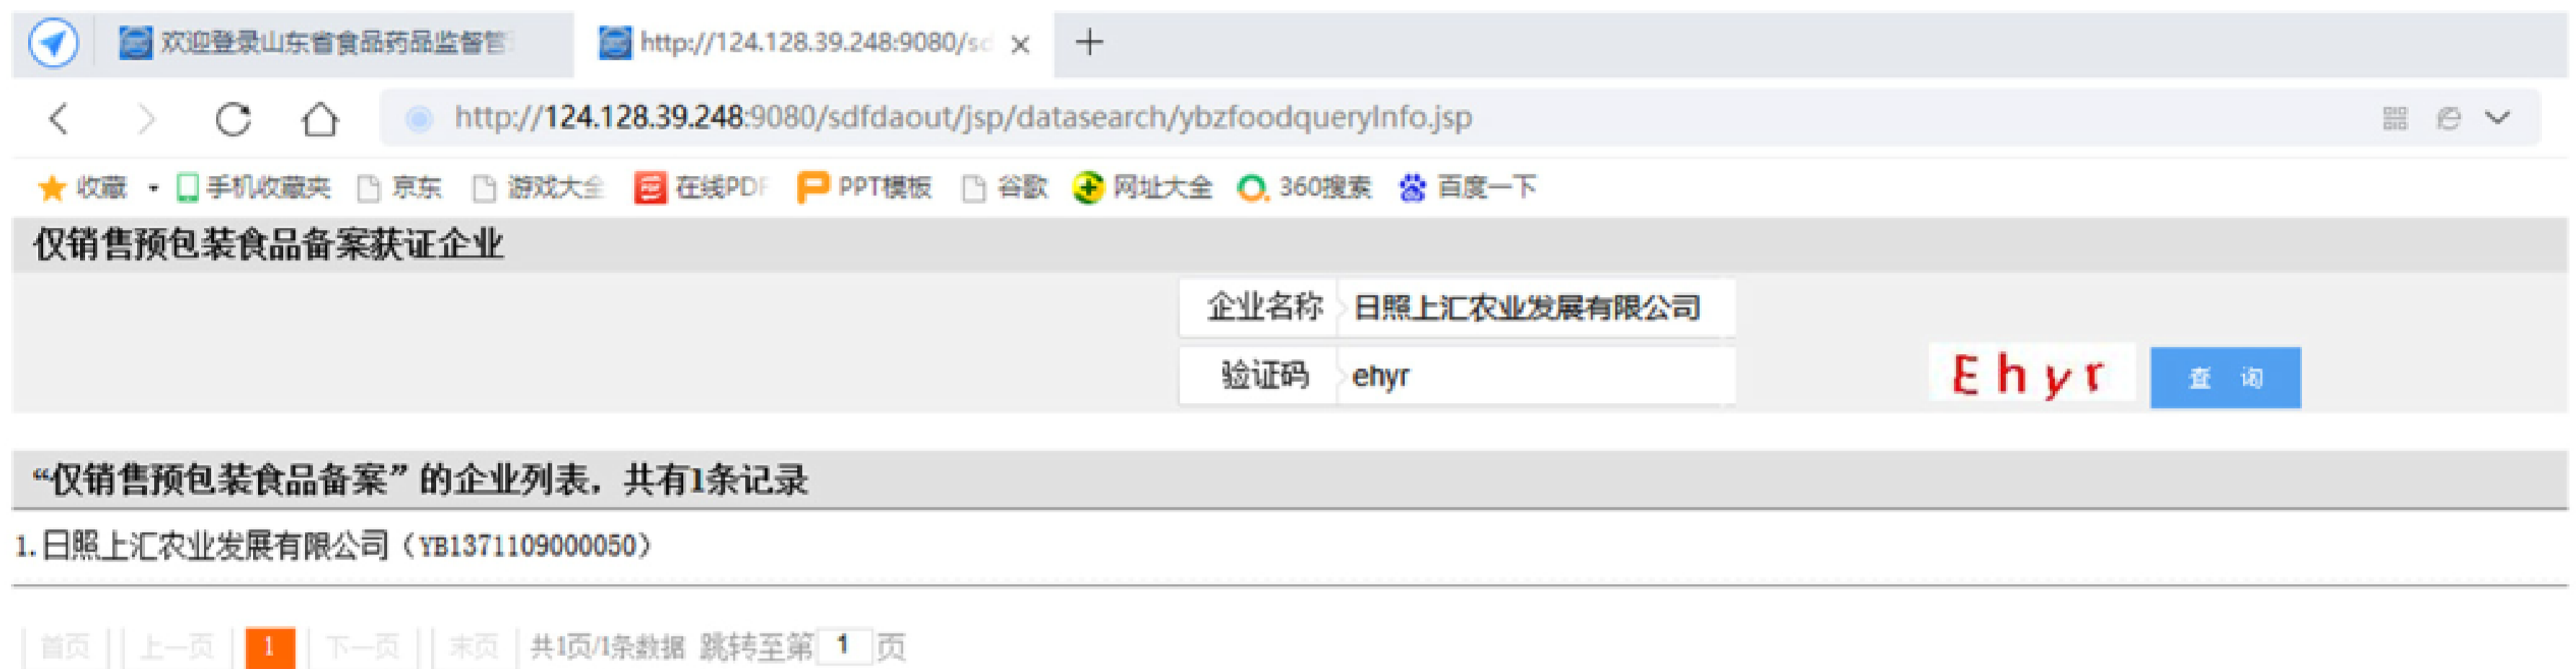 欢迎登录山东省食品药品监督管 http://124.128.39.248:9080/sd
http://124.128.39.248:9080/sdfdaout/jsp/datasearch/ybzfoodqueryInfo.jsp
收藏 手机收藏夹 京东 游戏大全 在线PDF PPT模板 谷歌 网址大全 360搜索 百度一下
仅销售预包装食品备案获证企业
企业名称 日照上汇农业发展有限公司
验证码 ehyr Ehyr 查 询
“仅销售预包装食品备案”的企业列表，共有1条记录
1.日照上汇农业发展有限公司（YB1371109000050）
首页 上一页 1 下一页 末页 共1页/1条数据 跳转至第 1 页